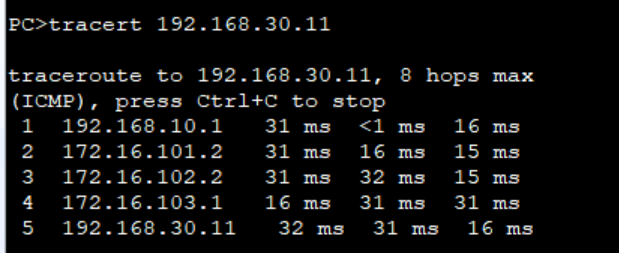 PC>tracert 192.168.30.11
traceroute to 192.168.30.11, 8 hops max
(ICMP), press Ctrl+C to stop
1 192.168.10.1 31 ms <1 ms 16 ms
2 172.16.101.2 31 ms 16 ms 15 ms
3 172.16.102.2 31 ms 32 ms 15 ms
4 172.16.103.1 16 ms 31 ms 31 ms
5 192.168.30.11 32 ms 31 ms 16 ms